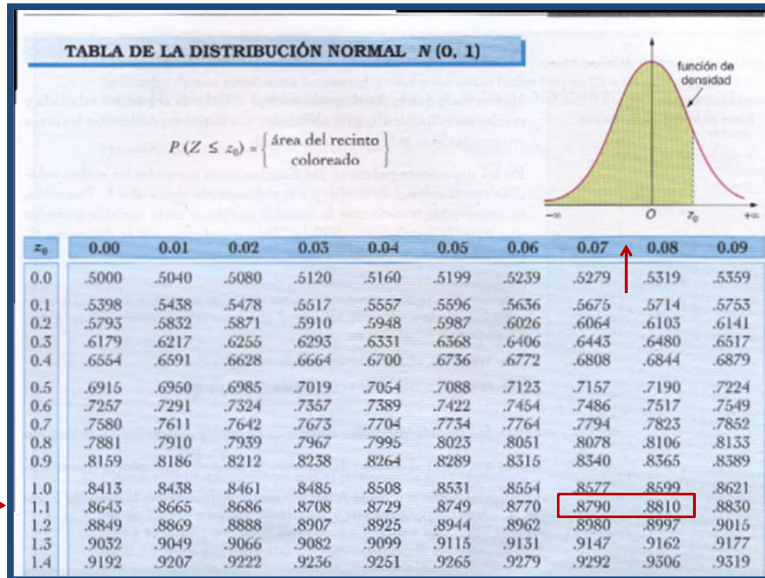 TABLA DE LA DISTRIBUCIÓN NORMAL N (0, 1)
función de
densidad
P (Z ≤ z₀) = { área del recinto
coloreado }
-∞ O z₀ +∞
z₀ 0.00 0.01 0.02 0.03 0.04 0.05 0.06 0.07 0.08 0.09
0.0 .5000 .5040 .5080 .5120 .5160 .5199 .5239 .5279 .5319 .5359
0.1 .5398 .5438 .5478 .5517 .5557 .5596 .5636 .5675 .5714 .5753
0.2 .5793 .5832 .5871 .5910 .5948 .5987 .6026 .6064 .6103 .6141
0.3 .6179 .6217 .6255 .6293 .6331 .6368 .6406 .6443 .6480 .6517
0.4 .6554 .6591 .6628 .6664 .6700 .6736 .6772 .6808 .6844 .6879
0.5 .6915 .6950 .6985 .7019 .7054 .7088 .7123 .7157 .7190 .7224
0.6 .7257 .7291 .7324 .7357 .7389 .7422 .7454 .7486 .7517 .7549
0.7 .7580 .7611 .7642 .7673 .7704 .7734 .7764 .7794 .7823 .7852
0.8 .7881 .7910 .7939 .7967 .7995 .8023 .8051 .8078 .8106 .8133
0.9 .8159 .8186 .8212 .8238 .8264 .8289 .8315 .8340 .8365 .8389
1.0 .8413 .8438 .8461 .8485 .8508 .8531 .8554 .8577 .8599 .8621
1.1 .8643 .8665 .8686 .8708 .8729 .8749 .8770 .8790 .8810 .8830
1.2 .8849 .8869 .8888 .8907 .8925 .8944 .8962 .8980 .8997 .9015
1.3 .9032 .9049 .9066 .9082 .9099 .9115 .9131 .9147 .9162 .9177
1.4 .9192 .9207 .9222 .9236 .9251 .9265 .9279 .9292 .9306 .9319